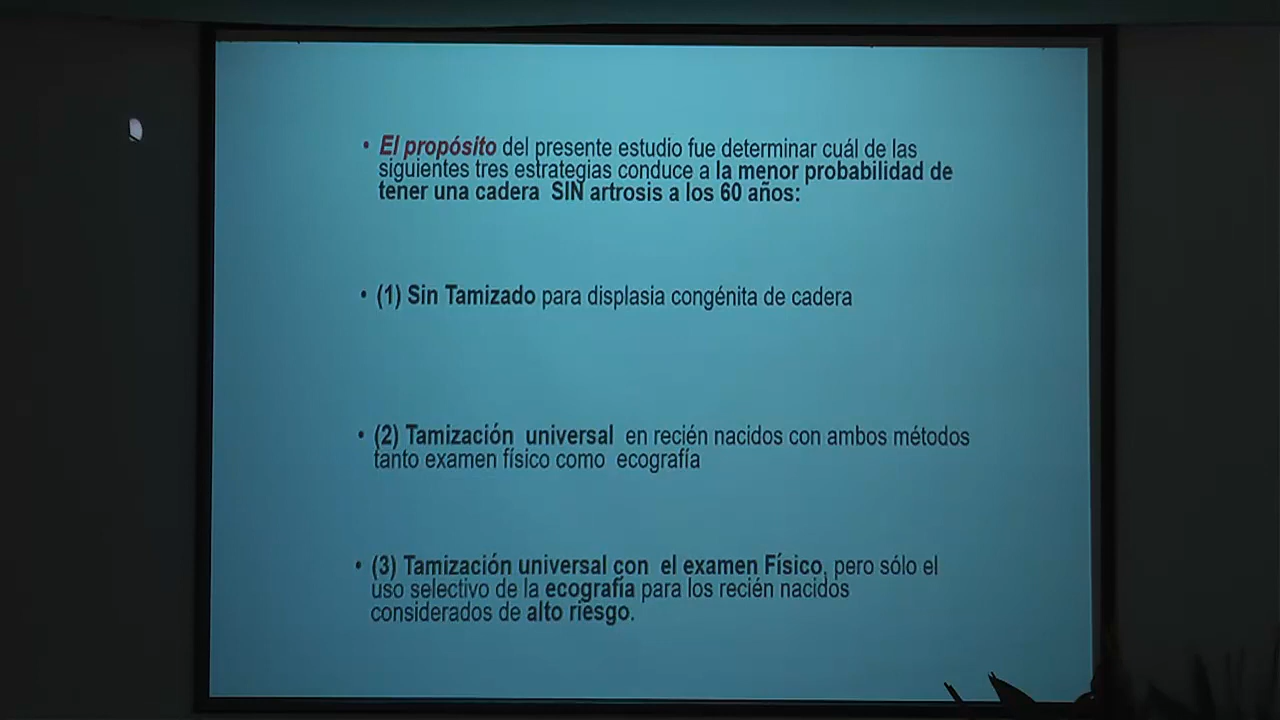 • El propósito del presente estudio fue determinar cuál de las
siguientes tres estrategias conduce a la menor probabilidad de
tener una cadera SIN artrosis a los 60 años:
• (1) Sin Tamizado para displasia congénita de cadera
• (2) Tamización universal en recién nacidos con ambos métodos
tanto examen físico como ecografía
• (3) Tamización universal con el examen Físico, pero sólo el
uso selectivo de la ecografía para los recién nacidos
considerados de alto riesgo.